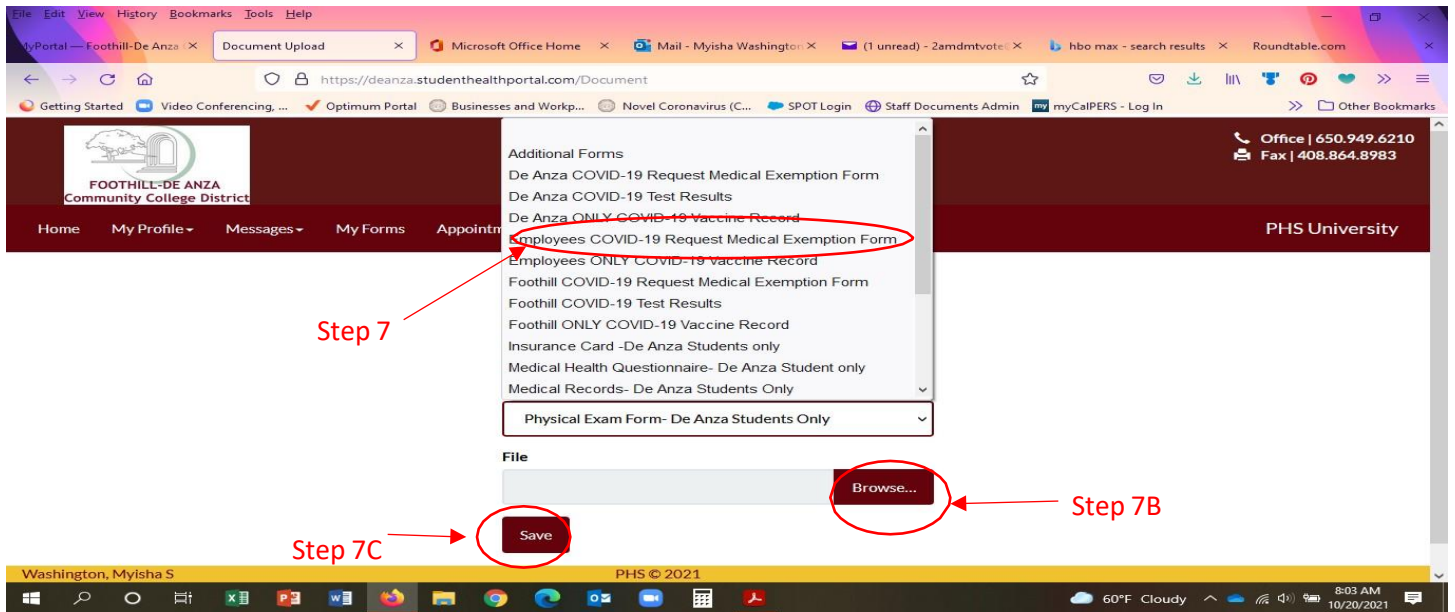 File Edit View History Bookmarks Tools Help
MyPortal — Foothill-De Anza
Document Upload
Microsoft Office Home
Mail - Myisha Washington
(1 unread) - 2amdmtvote
hbo max - search results
Roundtable.com
https://deanza.studenthealthportal.com/Document
Getting Started
Video Conferencing, ...
Optimum Portal
Businesses and Workp...
Novel Coronavirus (C...
SPOT Login
Staff Documents Admin
my myCalPERS - Log In
Other Bookmarks
FOOTHILL-DE ANZA
Community College District
Office | 650.949.6210
Fax | 408.864.8983
Home My Profile Messages My Forms Appointm
PHS University
Additional Forms
De Anza COVID-19 Request Medical Exemption Form
De Anza COVID-19 Test Results
De Anza ONLY COVID-19 Vaccine Record
Employees COVID-19 Request Medical Exemption Form
Employees ONLY COVID-19 Vaccine Record
Foothill COVID-19 Request Medical Exemption Form
Foothill COVID-19 Test Results
Foothill ONLY COVID-19 Vaccine Record
Insurance Card -De Anza Students only
Medical Health Questionnaire- De Anza Student only
Medical Records- De Anza Students Only
Physical Exam Form- De Anza Students Only
Step 7
File
Browse...
Step 7B
Save
Step 7C
Washington, Myisha S
PHS © 2021
60°F Cloudy
8:03 AM
10/20/2021